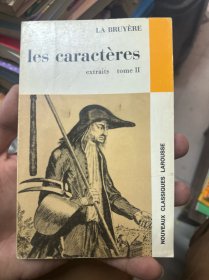 LA BRUYÈRE
les caractères
extraits tome II
NOUVEAUX CLASSIQUES LAROUSSE